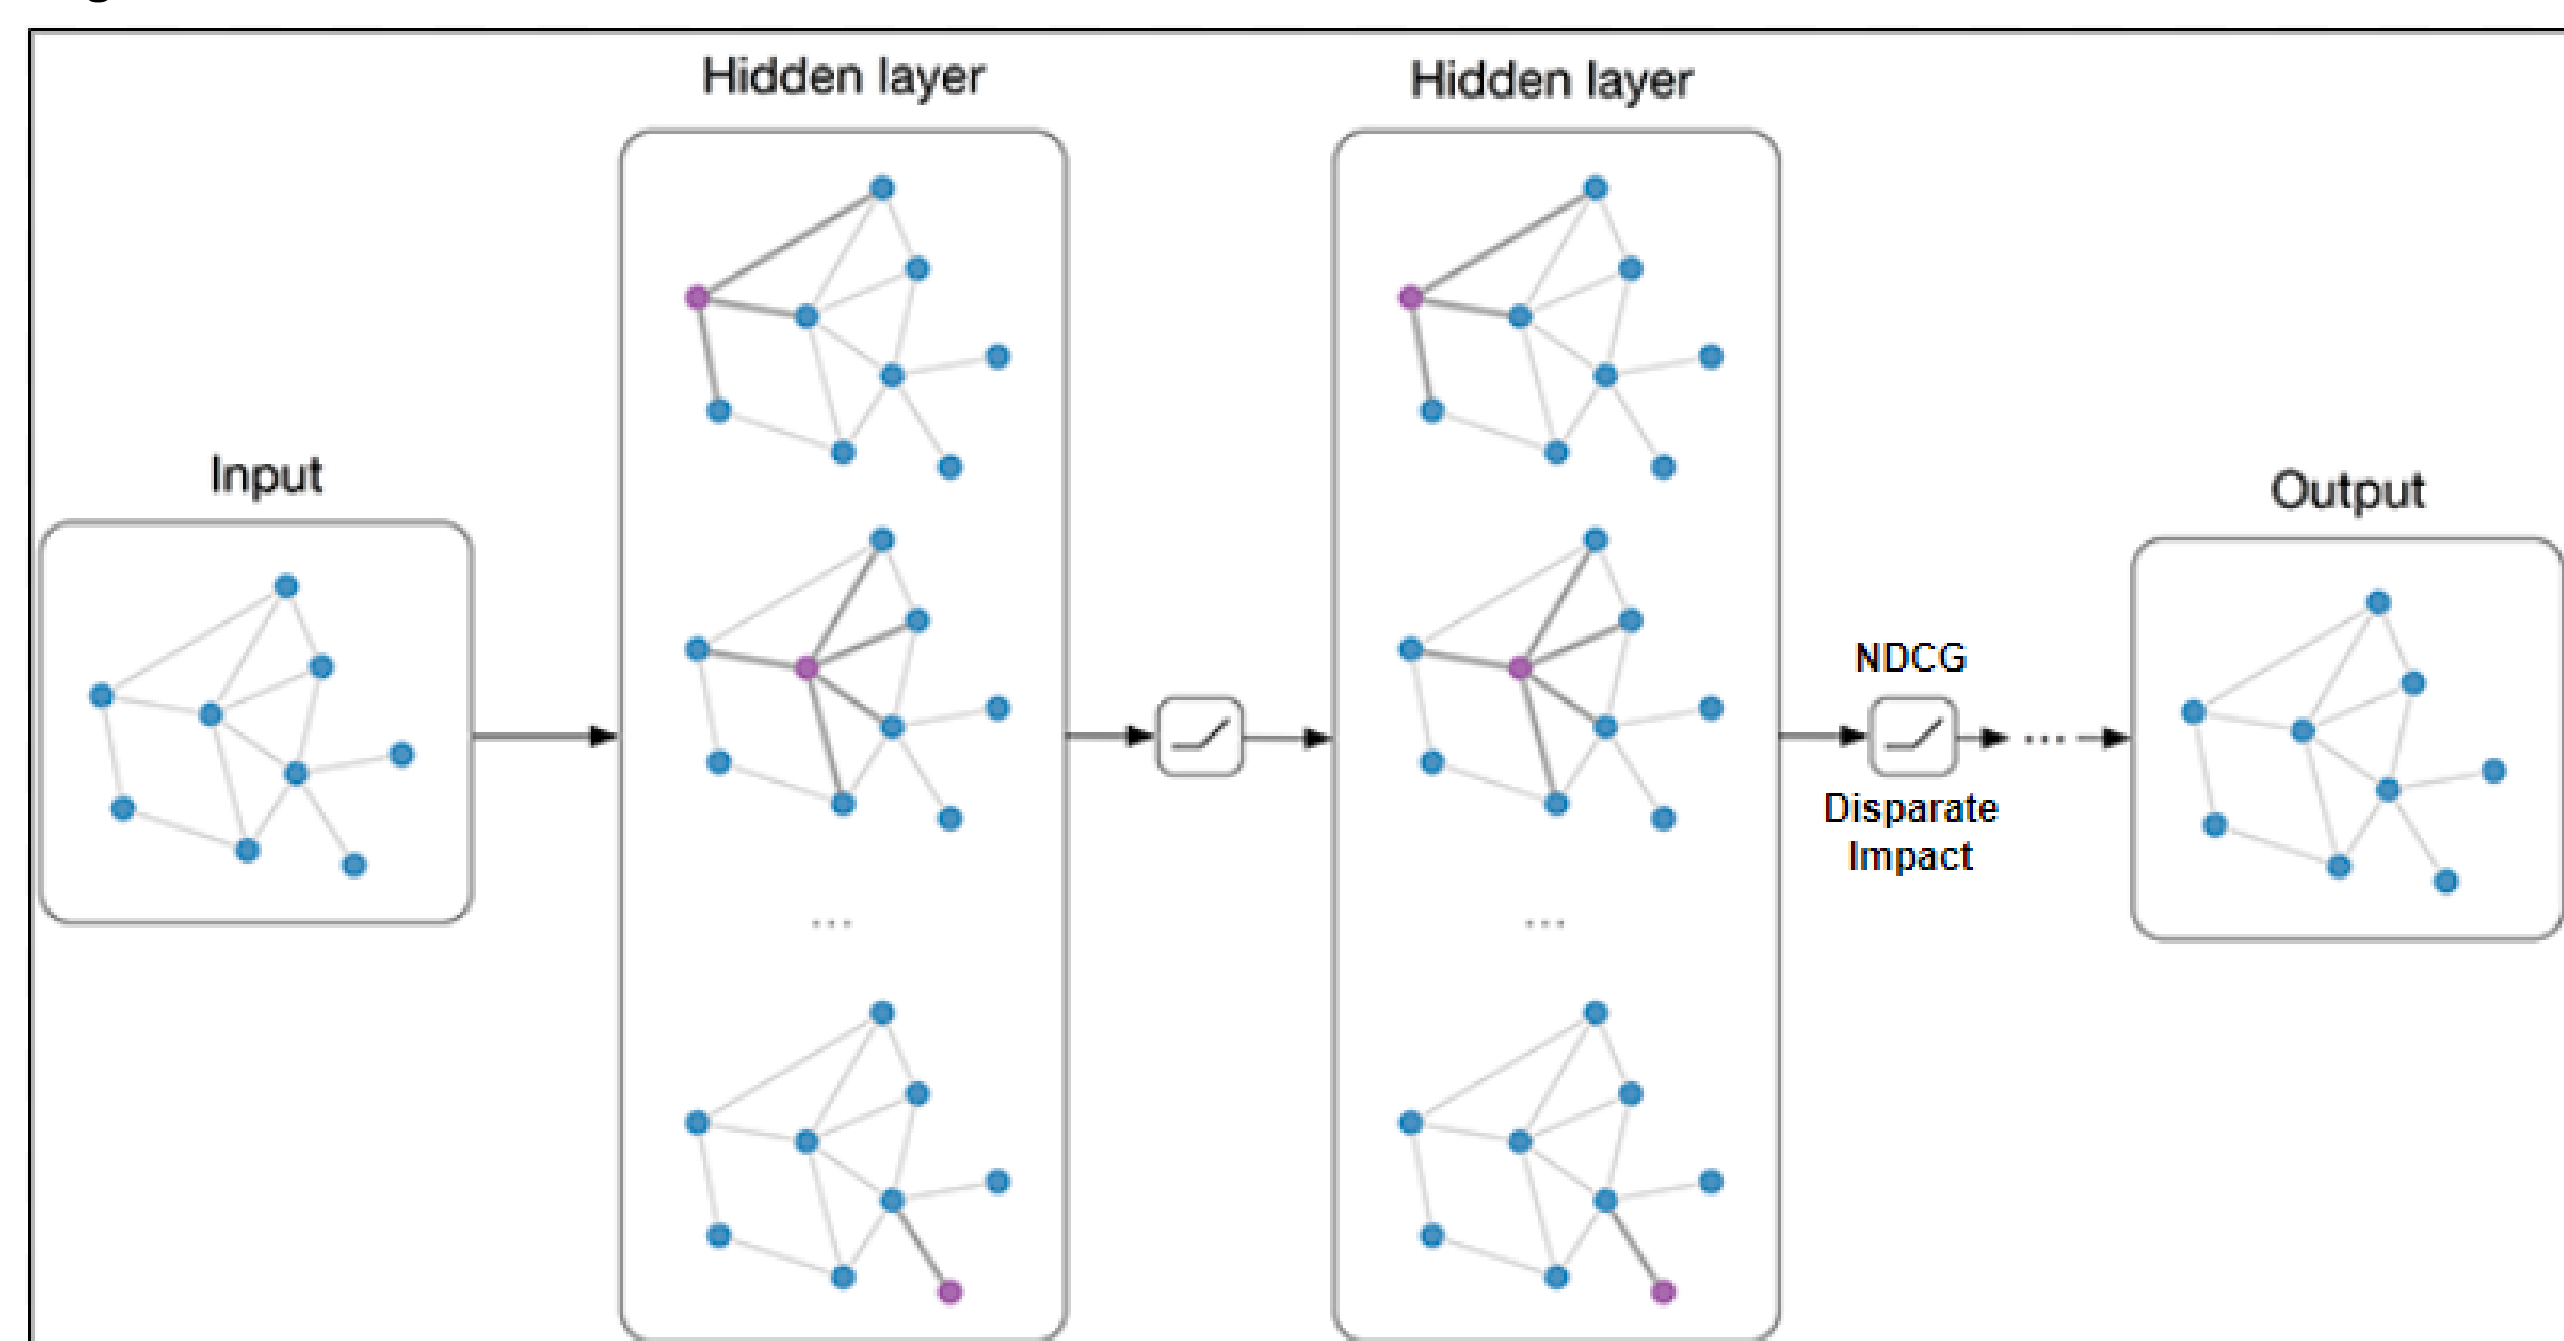 Hidden layer
Hidden layer
Input
Output
NDCG
Disparate
Impact